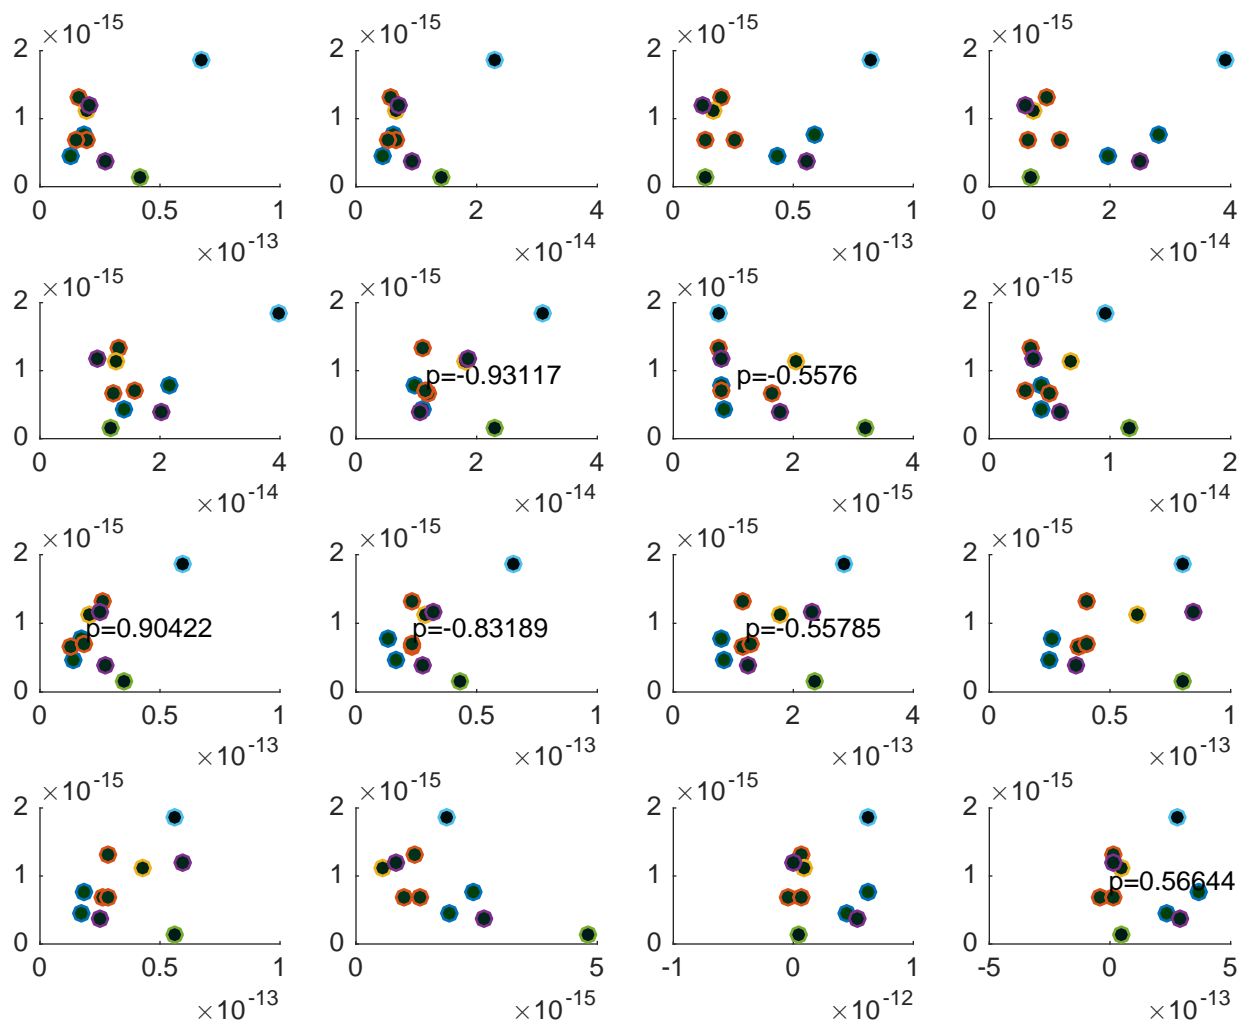 ×10-15 ×10-15 ×10-15 ×10-15
2 2 2 2
1 1 1 1
0 0 0 0
0 0.5 1 0 2 4 0 0.5 1 0 2 4
×10-13 ×10-14 ×10-13 ×10-14
×10-15 ×10-15 ×10-15 ×10-15
2 2 2 2
1 p=-0.93117 1 p=-0.5576 1 1
0 0 0 0
0 2 4 0 2 4 0 2 4 0 1 2
×10-14 ×10-14 ×10-15 ×10-14
×10-15 ×10-15 ×10-15 ×10-15
2 2 2 2
1 p=0.90422 1 p=-0.83189 1 p=-0.55785 1
0 0 0 0
0 0.5 1 0 0.5 1 0 2 4 0 0.5 1
×10-13 ×10-13 ×10-13 ×10-13
×10-15 ×10-15 ×10-15 ×10-15
2 2 2 2
1 1 1 1 p=0.56644
0 0 0 0
0 0.5 1 0 5 -1 0 1 -5 0 5
×10-13 ×10-15 ×10-12 ×10-13